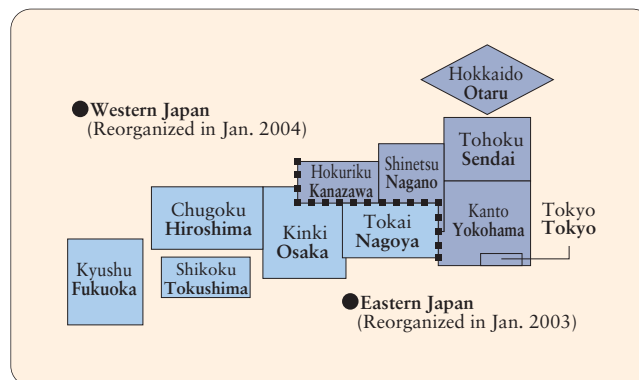 Hokkaido
Otaru
●Western Japan
(Reorganized in Jan. 2004)
Tohoku
Sendai
Shinetsu
Nagano
Hokuriku
Kanazawa
Chugoku
Hiroshima
Kinki
Osaka
Tokai
Nagoya
Kanto
Yokohama
Tokyo
Tokyo
Kyushu
Fukuoka
Shikoku
Tokushima
●Eastern Japan
(Reorganized in Jan. 2003)